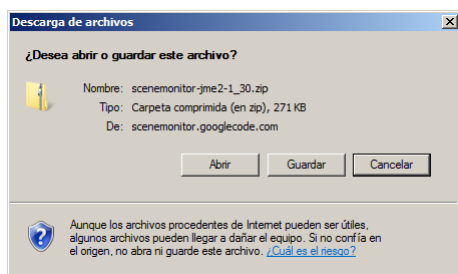 Descarga de archivos
¿Desea abrir o guardar este archivo?
Nombre: scenemonitor-jme2-1_30.zip
Tipo: Carpeta comprimida (en zip), 271 KB
De: scenemonitor.googlecode.com
Abrir Guardar Cancelar
Aunque los archivos procedentes de Internet pueden ser útiles,
algunos archivos pueden llegar a dañar el equipo. Si no confía en
el origen, no abra ni guarde este archivo. ¿Cuál es el riesgo?